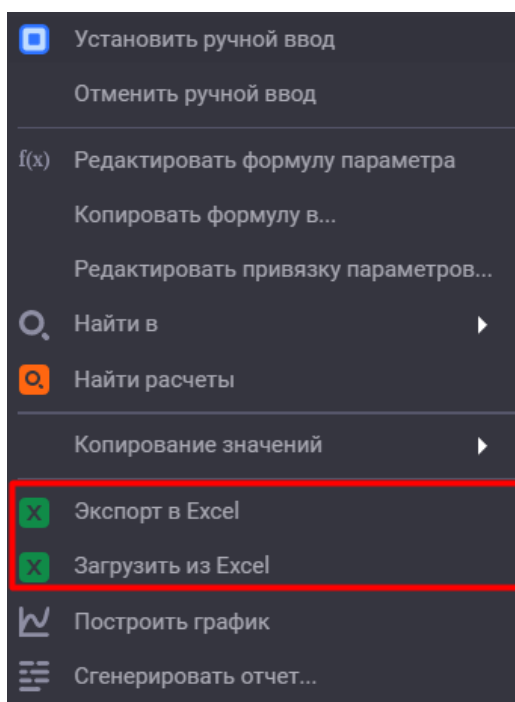 Установить ручной ввод
Отменить ручной ввод
f(x) Редактировать формулу параметра
Копировать формулу в...
Редактировать привязку параметров...
Найти в
Найти расчеты
Копирование значений
X Экспорт в Excel
X Загрузить из Excel
Построить график
Сгенерировать отчет...